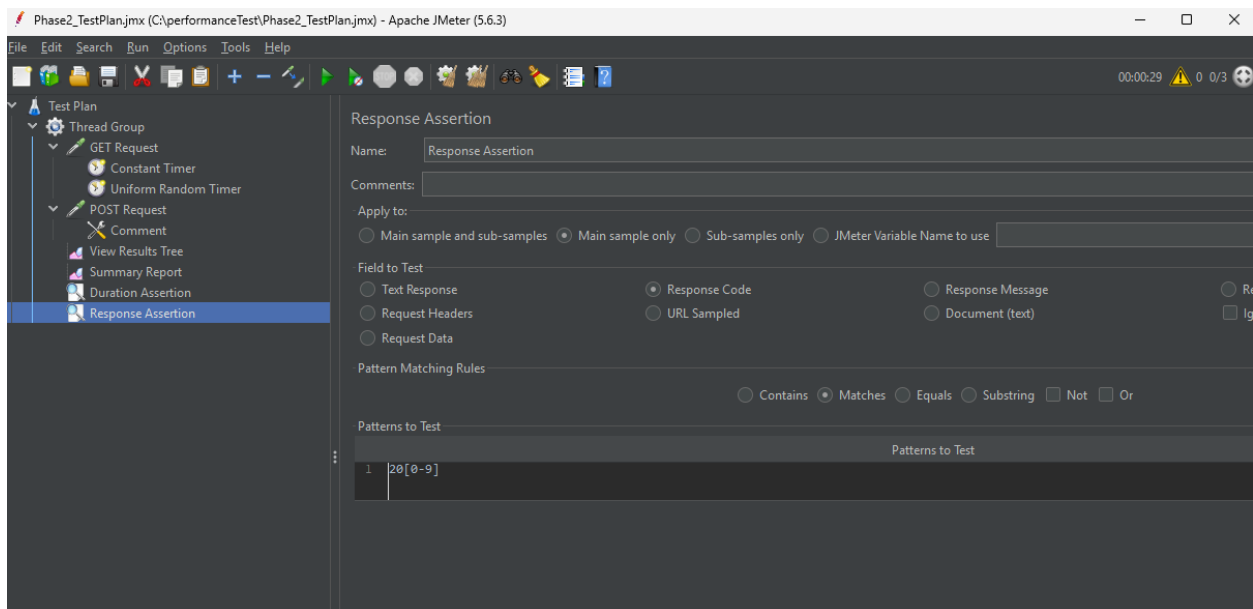 Phase2_TestPlan.jmx (C:\performanceTest\Phase2_TestPlan.jmx) - Apache JMeter (5.6.3)
File Edit Search Run Options Tools Help
STOP ? 00:00:29 0 0/3
Test Plan
Thread Group
GET Request
Constant Timer
Uniform Random Timer
POST Request
Comment
View Results Tree
Summary Report
Duration Assertion
Response Assertion
Response Assertion
Name: Response Assertion
Comments:
Apply to:
Main sample and sub-samples Main sample only Sub-samples only JMeter Variable Name to use
Field to Test
Text Response Response Code Response Message Re
Request Headers URL Sampled Document (text) Ig
Request Data
Pattern Matching Rules
Contains Matches Equals Substring Not Or
Patterns to Test
Patterns to Test
1 20[0-9]